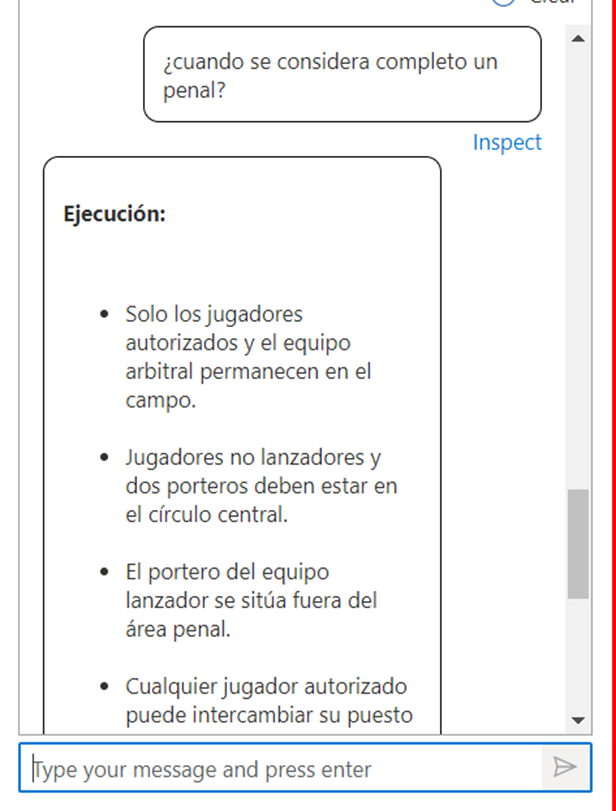 Crear
¿cuando se considera completo un
penal?
Inspect
Ejecución:
• Solo los jugadores
autorizados y el equipo
arbitral permanecen en el
campo.
• Jugadores no lanzadores y
dos porteros deben estar en
el círculo central.
• El portero del equipo
lanzador se sitúa fuera del
área penal.
• Cualquier jugador autorizado
puede intercambiar su puesto
Type your message and press enter